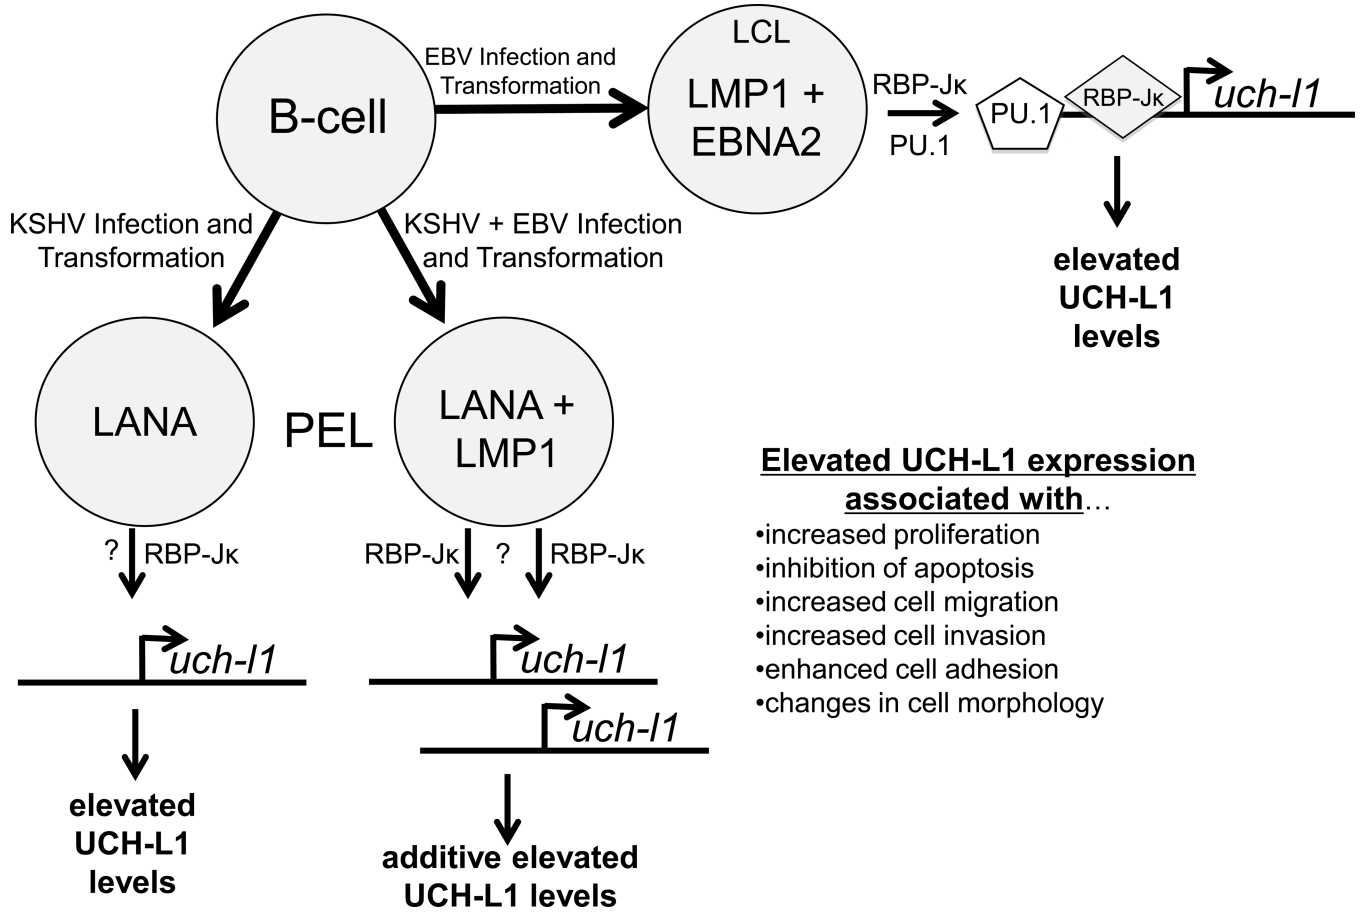 B-cell
EBV Infection and
Transformation
LCL
LMP1 +
EBNA2
RBP-Jκ
PU.1
PU.1
RBP-Jκ
uch-l1
elevated
UCH-L1
levels
KSHV Infection and
Transformation
KSHV + EBV Infection
and Transformation
LANA
PEL
LANA +
LMP1
? RBP-Jκ
RBP-Jκ ? RBP-Jκ
uch-l1
uch-l1
uch-l1
elevated
UCH-L1
levels
additive elevated
UCH-L1 levels
Elevated UCH-L1 expression
associated with…
•increased proliferation
•inhibition of apoptosis
•increased cell migration
•increased cell invasion
•enhanced cell adhesion
•changes in cell morphology